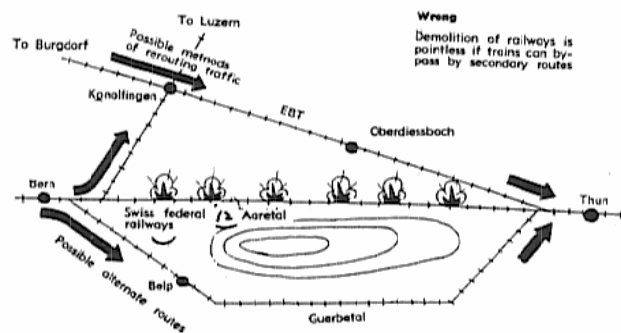 To Luzern
Wrong
Demolition of railways is
pointless if trains can by-
pass by secondary routes
To Burgdorf
Possible methods
of rerouting traffic
Konolfingen
EBT
Oberdiessbach
Bern
Thun
Swiss federal
railways
12
Aaretal
Possible alternate routes
Belp
Guerbetal